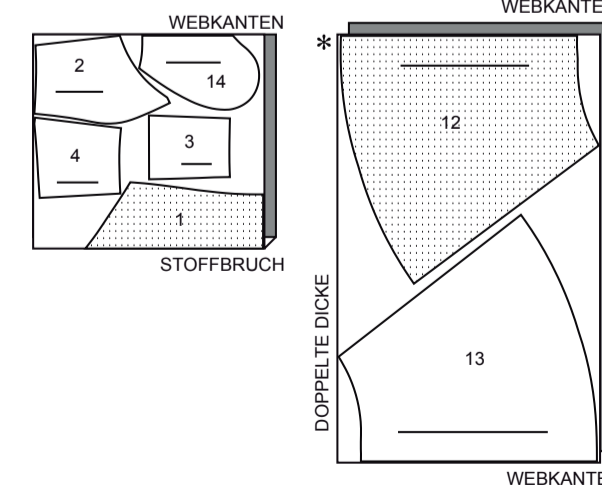 WEBKANTEN
2
14
4
3
1
STOFFBRUCH
WEBKANTE
*
12
DOPPELTE DICKE
13
WEBKANTE